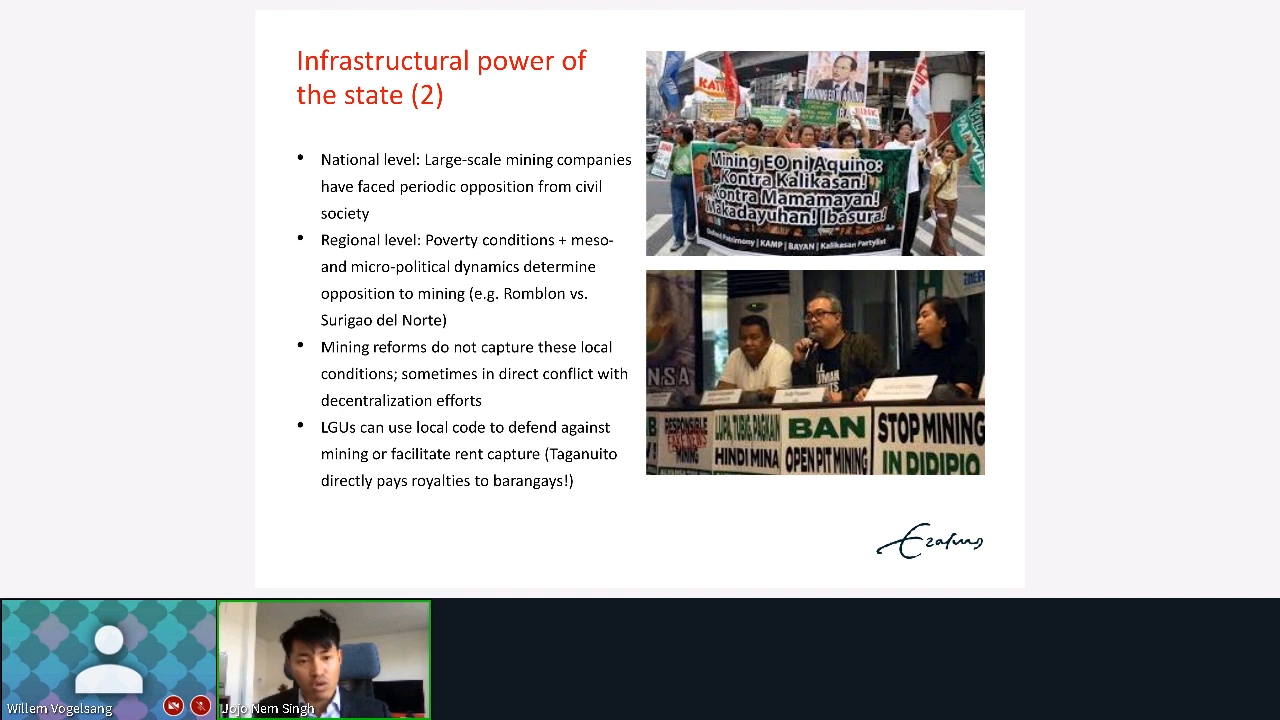 Infrastructural power of
the state (2)
• National level: Large-scale mining companies
have faced periodic opposition from civil
society
• Regional level: Poverty conditions + meso-
and micro-political dynamics determine
opposition to mining (e.g. Romblon vs.
Surigao del Norte)
• Mining reforms do not capture these local
conditions; sometimes in direct conflict with
decentralization efforts
• LGUs can use local code to defend against
mining or facilitate rent capture (Taganuito
directly pays royalties to barangays!)
Mining EO ni Aquino:
Kontra Kalikasan!
Kontra Mamamayan!
Makadayuhan! Ibasura!
Defend Patrimony | KAMP | BAYAN | Kalikasan Partylist
RESPONSIBLE
FAKE NEWS
MINING
LUPA, TUBIG, PAGKAIN
HINDI MINA
BAN
OPEN PIT MINING
STOP MINING
IN DIDIPIO
Erasmus
Willem Vogelsang
Jojo Nem Singh